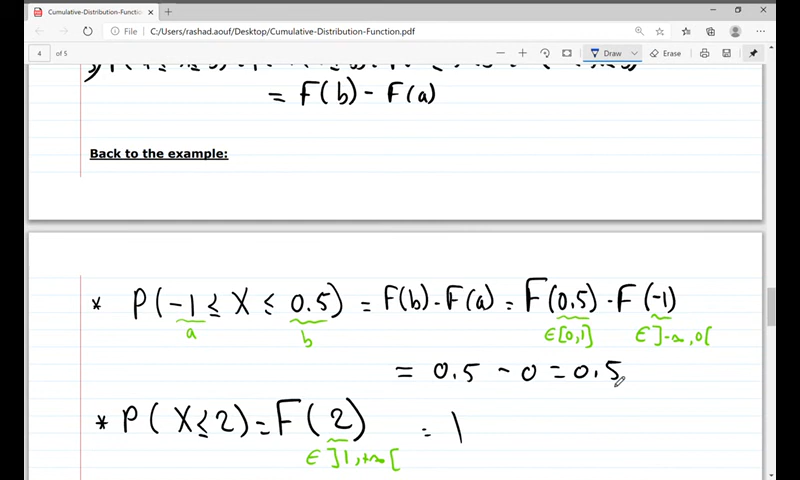 Cumulative-Distribution-Function.
File C:/Users/rashad.aouf/Desktop/Cumulative-Distribution-Function.pdf
4 of 5
Draw Erase
= F(b) - F(a)
Back to the example:
* P(-1 ≤ X ≤ 0.5) = F(b) - F(a) = F(0.5) - F(-1)
a b ∈[0,1] ∈]-∞,0[
= 0.5 - 0 = 0.5
* P(X ≤ 2) = F(2) = 1
∈]1,+∞[